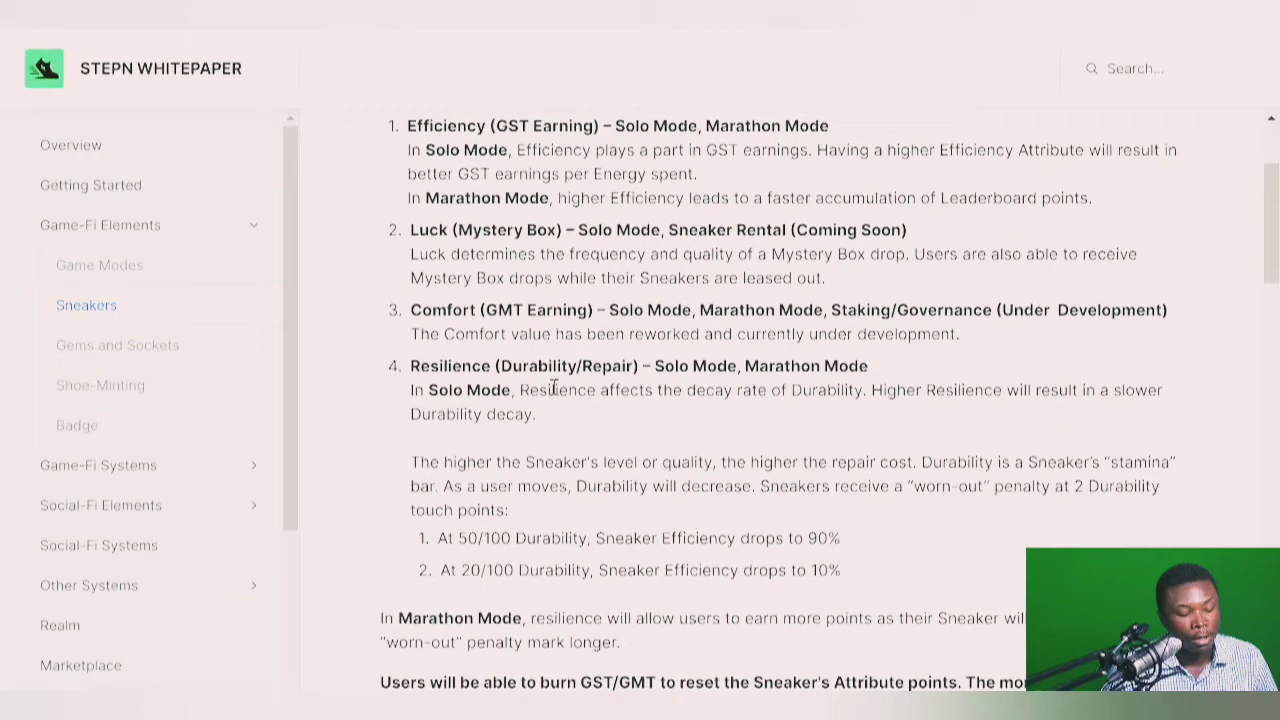 STEPN WHITEPAPER
Search...
Overview
Getting Started
Game-Fi Elements
Game Modes
Sneakers
Gems and Sockets
Shoe-Minting
Badge
Game-Fi Systems
Social-Fi Elements
Social-Fi Systems
Other Systems
Realm
Marketplace
1. Efficiency (GST Earning) – Solo Mode, Marathon Mode
In Solo Mode, Efficiency plays a part in GST earnings. Having a higher Efficiency Attribute will result in
better GST earnings per Energy spent.
In Marathon Mode, higher Efficiency leads to a faster accumulation of Leaderboard points.
2. Luck (Mystery Box) – Solo Mode, Sneaker Rental (Coming Soon)
Luck determines the frequency and quality of a Mystery Box drop. Users are also able to receive
Mystery Box drops while their Sneakers are leased out.
3. Comfort (GMT Earning) – Solo Mode, Marathon Mode, Staking/Governance (Under Development)
The Comfort value has been reworked and currently under development.
4. Resilience (Durability/Repair) – Solo Mode, Marathon Mode
In Solo Mode, Resilience affects the decay rate of Durability. Higher Resilience will result in a slower
Durability decay.
The higher the Sneaker's level or quality, the higher the repair cost. Durability is a Sneaker's “stamina”
bar. As a user moves, Durability will decrease. Sneakers receive a “worn-out” penalty at 2 Durability
touch points:
1. At 50/100 Durability, Sneaker Efficiency drops to 90%
2. At 20/100 Durability, Sneaker Efficiency drops to 10%
In Marathon Mode, resilience will allow users to earn more points as their Sneaker wil
“worn-out” penalty mark longer.
Users will be able to burn GST/GMT to reset the Sneaker's Attribute points. The mor